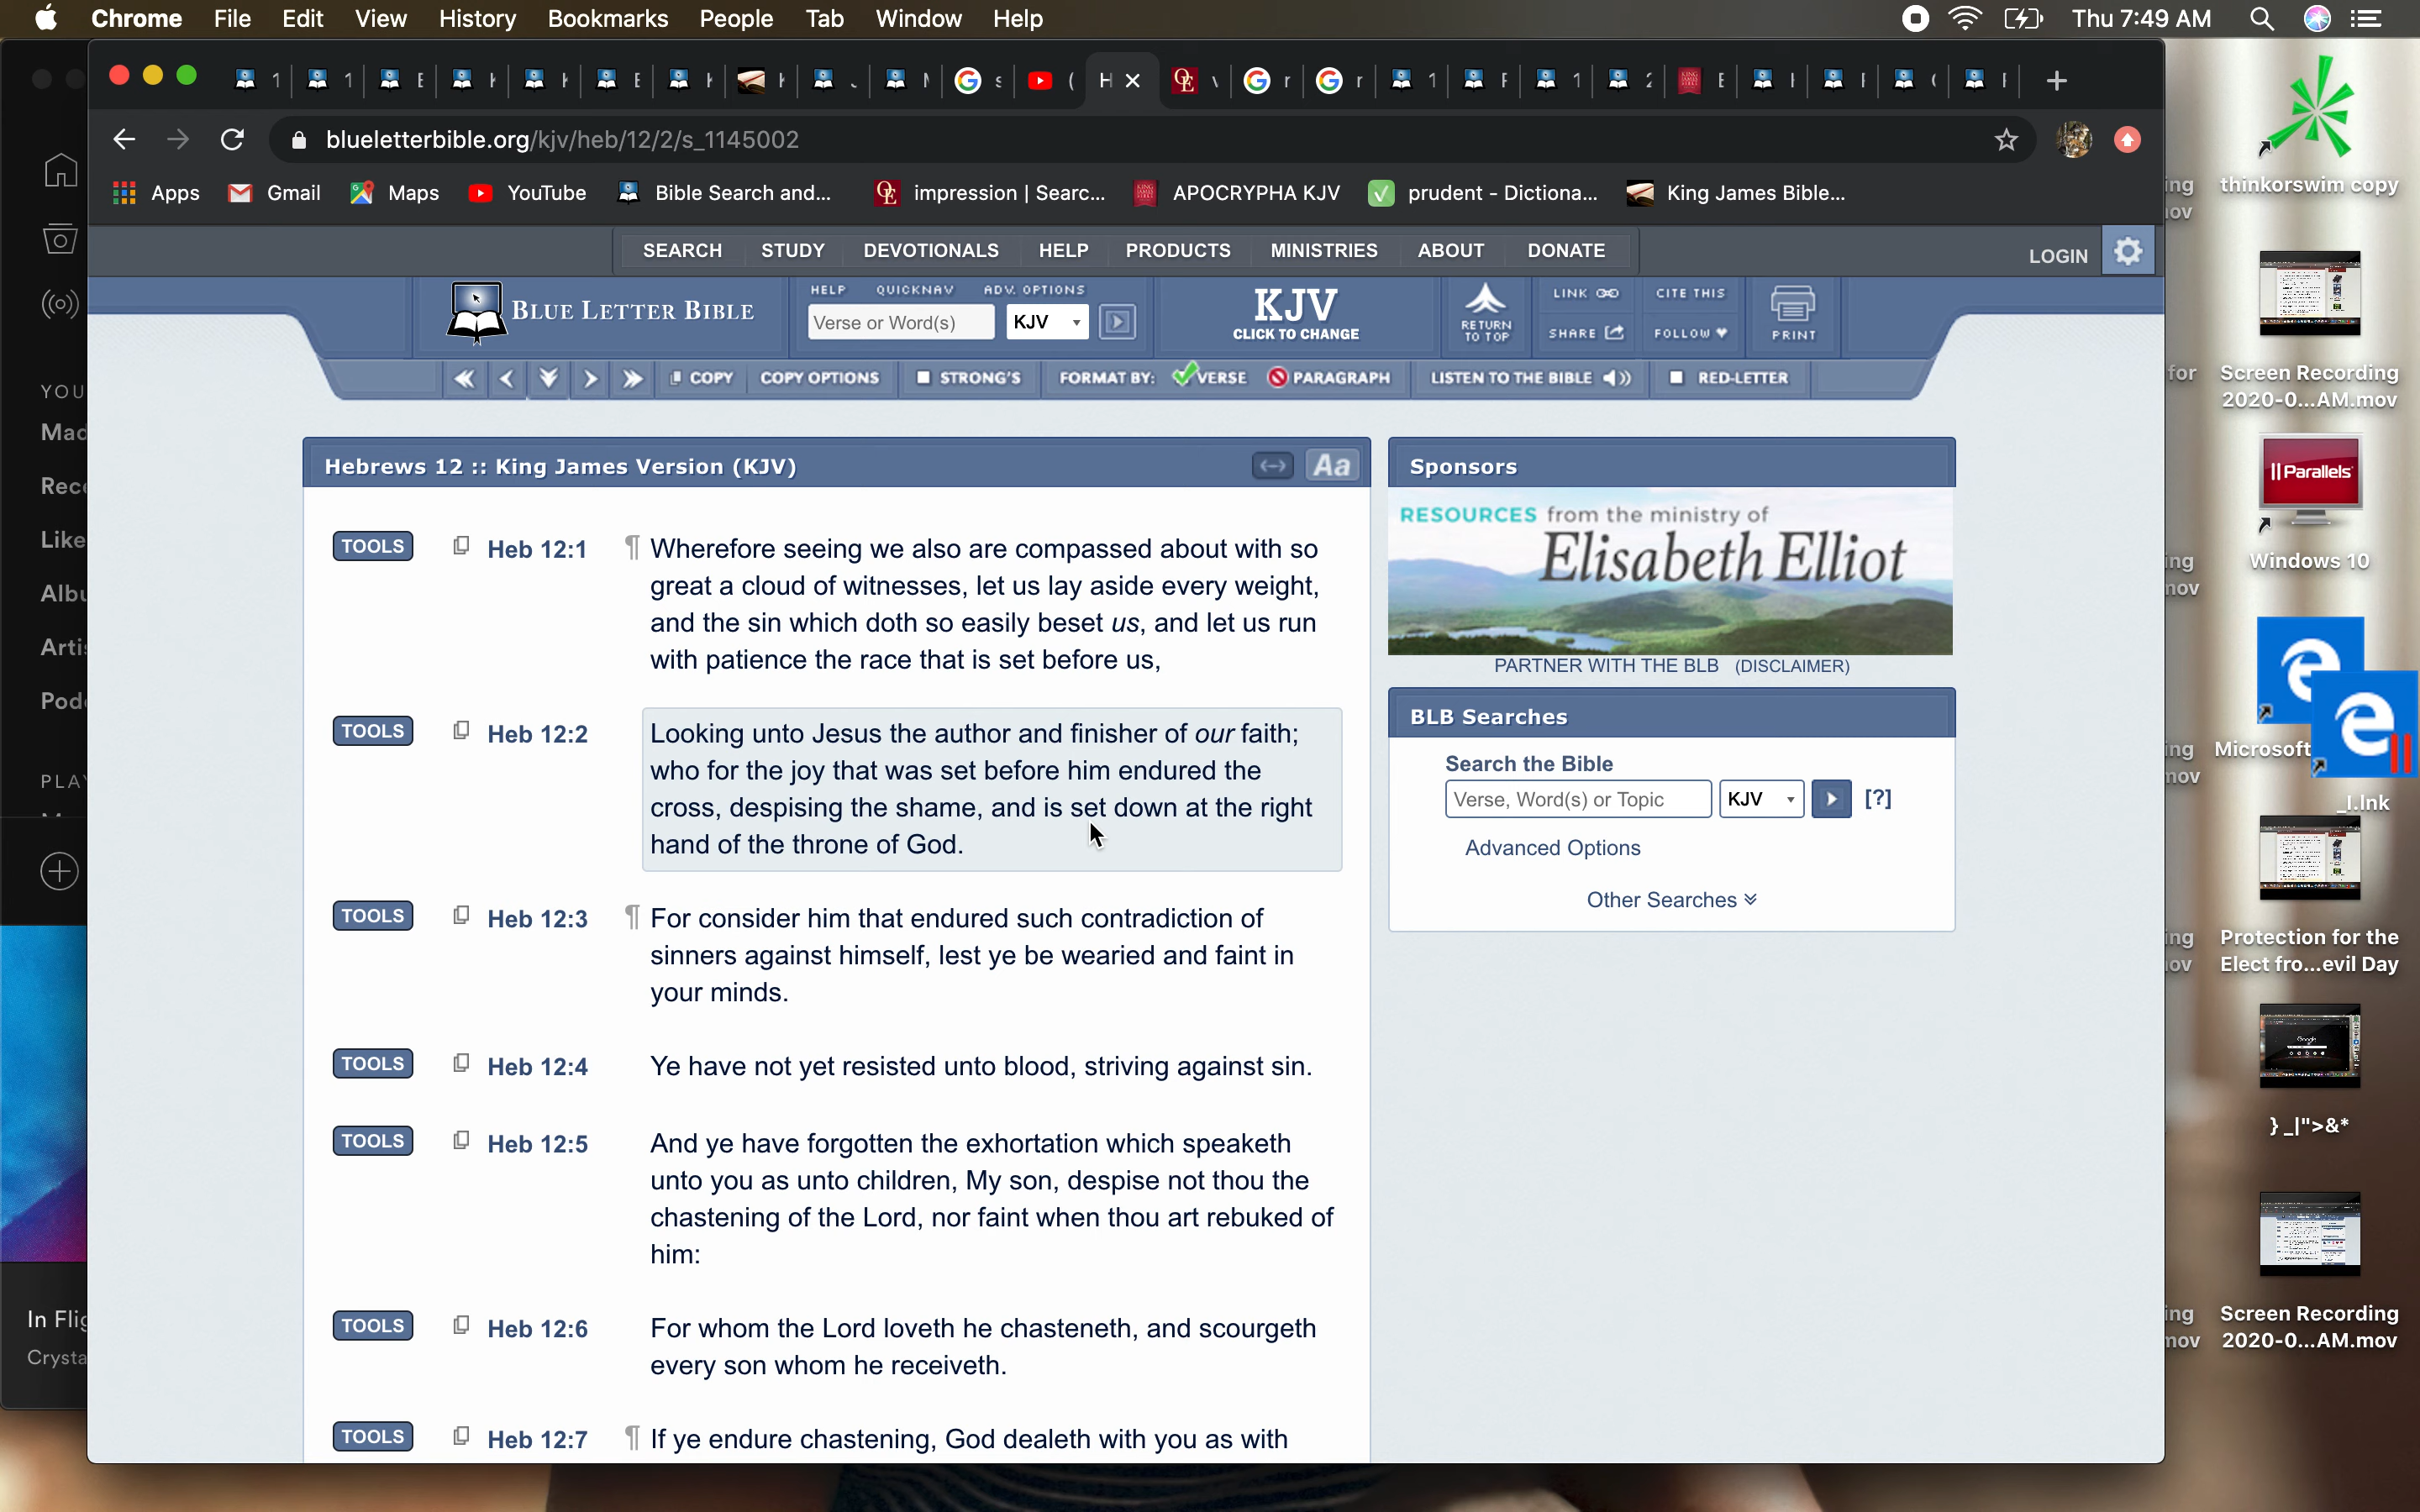 Chrome File Edit View History Bookmarks People Tab Window Help Thu 7:49 AM
blueletterbible.org/kjv/heb/12/2/s_1145002
Apps Gmail Maps YouTube Bible Search and... impression | Searc... APOCRYPHA KJV prudent - Dictiona... King James Bible...
SEARCH STUDY DEVOTIONALS HELP PRODUCTS MINISTRIES ABOUT DONATE LOGIN
BLUE LETTER BIBLE
HELP QUICKNAV ADV. OPTIONS
Verse or Word(s) KJV
KJV
CLICK TO CHANGE
RETURN
TO TOP
LINK CITE THIS
SHARE FOLLOW
PRINT
COPY COPY OPTIONS STRONG'S FORMAT BY: VERSE PARAGRAPH LISTEN TO THE BIBLE RED-LETTER
Hebrews 12 :: King James Version (KJV) Aa
TOOLS Heb 12:1 ¶ Wherefore seeing we also are compassed about with so
great a cloud of witnesses, let us lay aside every weight,
and the sin which doth so easily beset us, and let us run
with patience the race that is set before us,
TOOLS Heb 12:2 Looking unto Jesus the author and finisher of our faith;
who for the joy that was set before him endured the
cross, despising the shame, and is set down at the right
hand of the throne of God.
TOOLS Heb 12:3 ¶ For consider him that endured such contradiction of
sinners against himself, lest ye be wearied and faint in
your minds.
TOOLS Heb 12:4 Ye have not yet resisted unto blood, striving against sin.
TOOLS Heb 12:5 And ye have forgotten the exhortation which speaketh
unto you as unto children, My son, despise not thou the
chastening of the Lord, nor faint when thou art rebuked of
him:
TOOLS Heb 12:6 For whom the Lord loveth he chasteneth, and scourgeth
every son whom he receiveth.
TOOLS Heb 12:7 ¶ If ye endure chastening, God dealeth with you as with
Sponsors
RESOURCES from the ministry of
Elisabeth Elliot
PARTNER WITH THE BLB (DISCLAIMER)
BLB Searches
Search the Bible
Verse, Word(s) or Topic KJV [?]
Advanced Options
Other Searches
YOU
Mad
Rec
Like
Albu
Arti
Pod
PLAY
In Flig
Crysta
thinkorswim copy
Screen Recording
2020-0...AM.mov
Parallels
Windows 10
Microsoft
_l.lnk
Protection for the
Elect fro...evil Day
}_|">&*
Screen Recording
2020-0...AM.mov